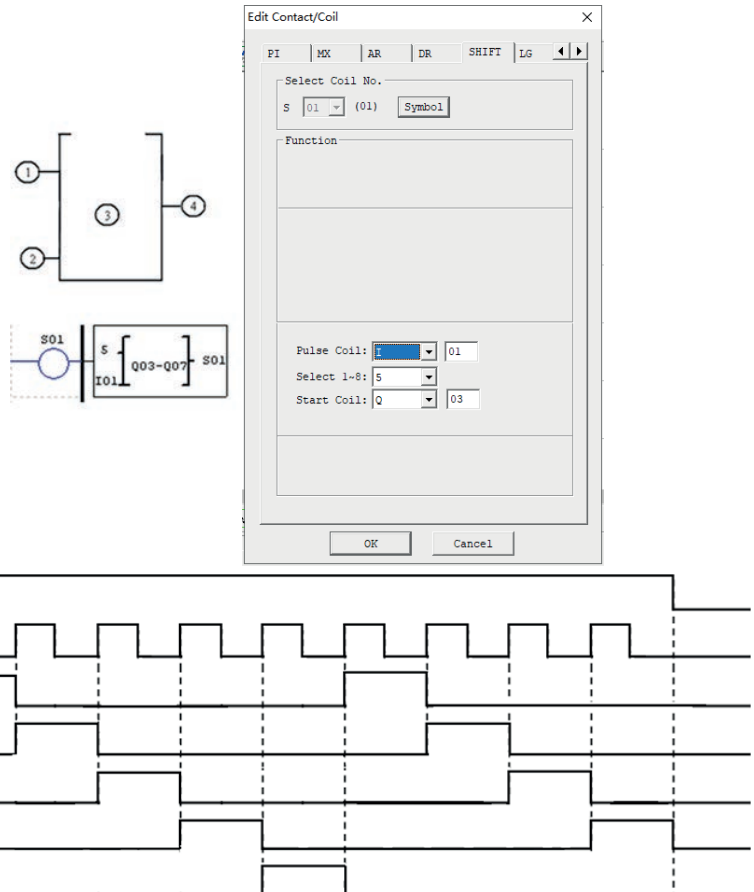 Edit Contact/Coil
PI MX AR DR SHIFT LG
Select Coil No.
S 01 (01) Symbol
Function
Pulse Coil: I 01
Select 1~8: 5
Start Coil: Q 03
OK Cancel
1
3
4
2
S01
S
Q03-Q07
S01
I01